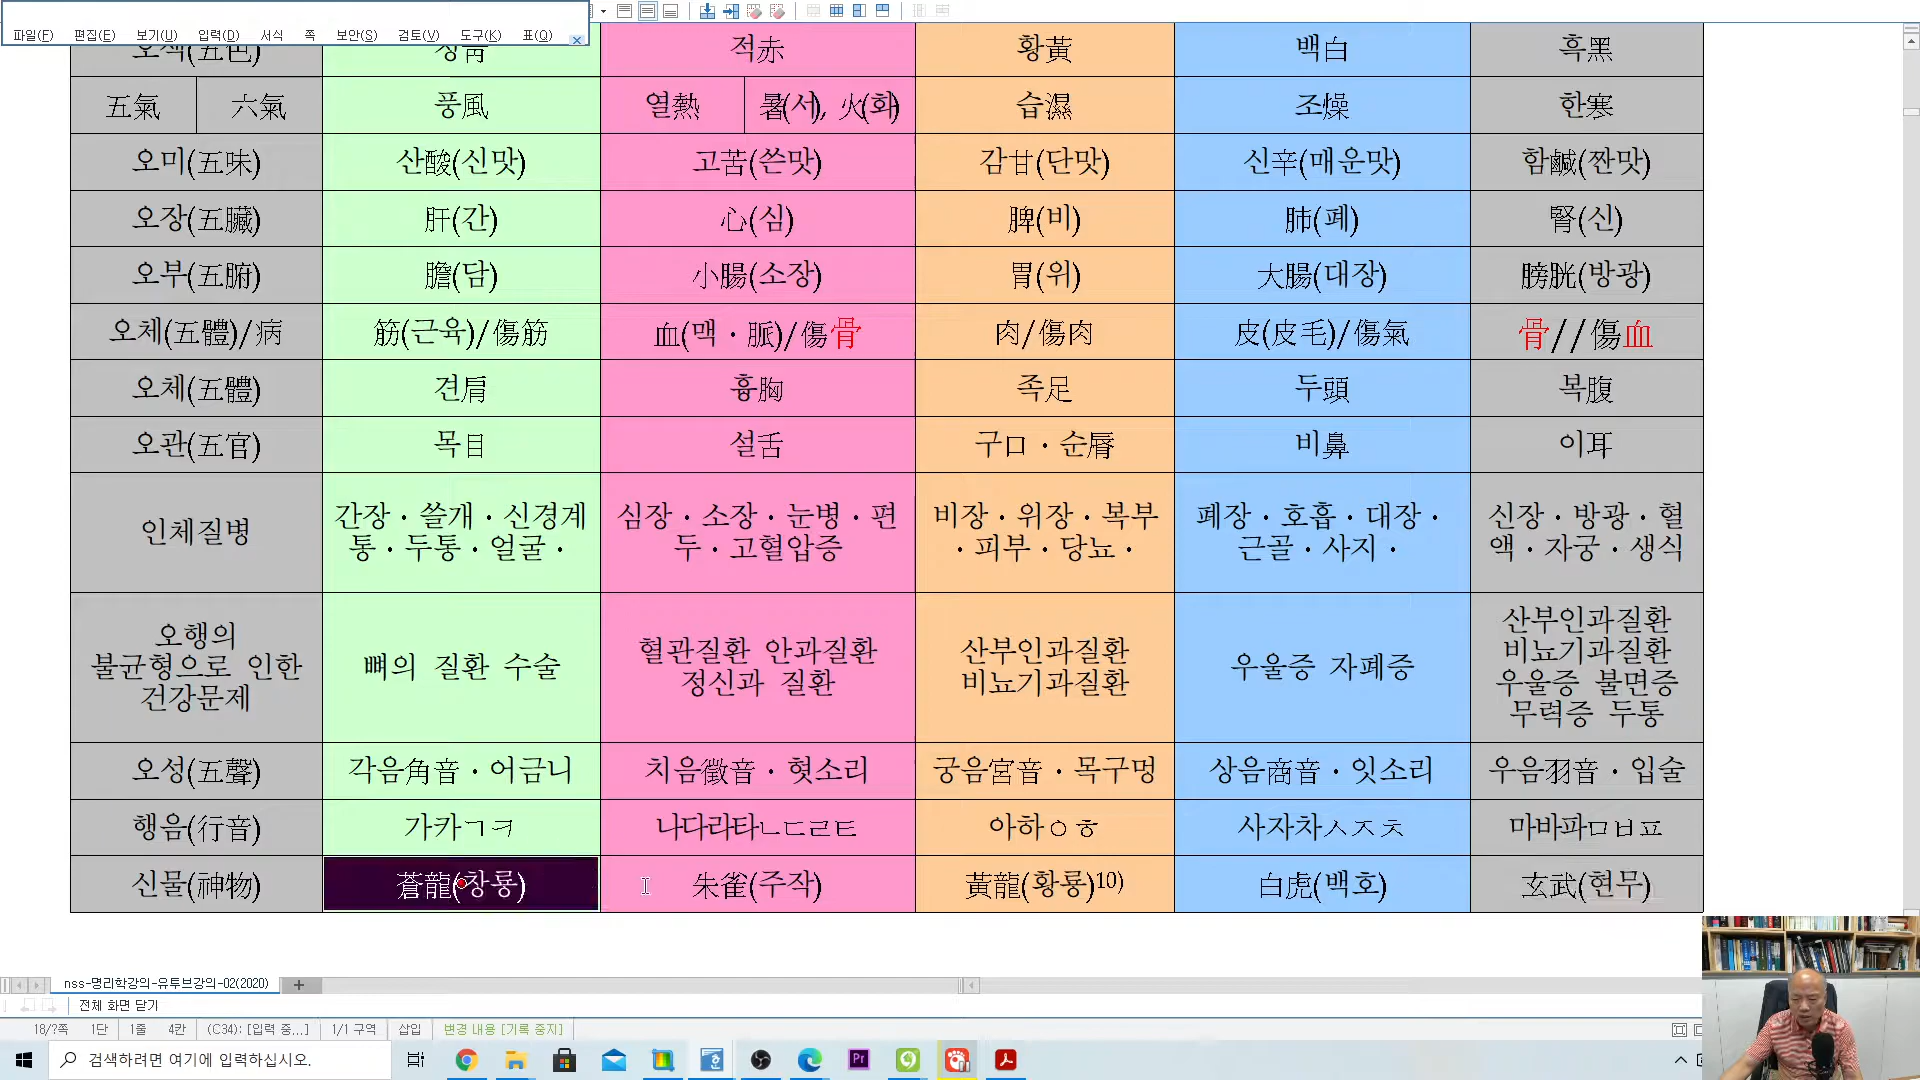 파일(F) 편집(E) 보기(U) 입력(D) 서식 쪽 보안(S) 검토(V) 도구(K) 표(Q)
오색(五色) 청靑 적赤 황黃 백白 흑黑
五氣 六氣 풍風 열熱 暑(서), 火(화) 습濕 조燥 한寒
오미(五味) 산酸(신맛) 고苦(쓴맛) 감甘(단맛) 신辛(매운맛) 함鹹(짠맛)
오장(五臟) 肝(간) 心(심) 脾(비) 肺(폐) 腎(신)
오부(五腑) 膽(담) 小腸(소장) 胃(위) 大腸(대장) 膀胱(방광)
오체(五體)/病 筋(근육)/傷筋 血(맥・脈)/傷骨 肉/傷肉 皮(皮毛)/傷氣 骨//傷血
오체(五體) 견肩 흉胸 족足 두頭 복腹
오관(五官) 목目 설舌 구口・순脣 비鼻 이耳
인체질병
간장・쓸개・신경계
통・두통・얼굴・
심장・소장・눈병・편
두・고혈압증
비장・위장・복부
・피부・당뇨・
폐장・호흡・대장・
근골・사지・
신장・방광・혈
액・자궁・생식
오행의
불균형으로 인한
건강문제
뼈의 질환 수술
혈관질환 안과질환
정신과 질환
산부인과질환
비뇨기과질환
우울증 자폐증
산부인과질환
비뇨기과질환
우울증 불면증
무력증 두통
오성(五聲) 각음角音・어금니 치음徵音・혓소리 궁음宮音・목구멍 상음商音・잇소리 우음羽音・입술
행음(行音) 가카ㄱㅋ 나다라타ㄴㄷㄹㅌ 아하ㅇㅎ 사자차ㅅㅈㅊ 마바파ㅁㅂㅍ
신물(神物) 蒼龍(창룡) 朱雀(주작) 黃龍(황룡)10) 白虎(백호) 玄武(현무)
nss-명리학강의-유투브강의-02(2020)
전체 화면 닫기
18/?쪽 1단 1줄 4칸 (C34): [입력 중...] 1/1 구역 삽입 변경 내용 [기록 중지]
검색하려면 여기에 입력하십시오.